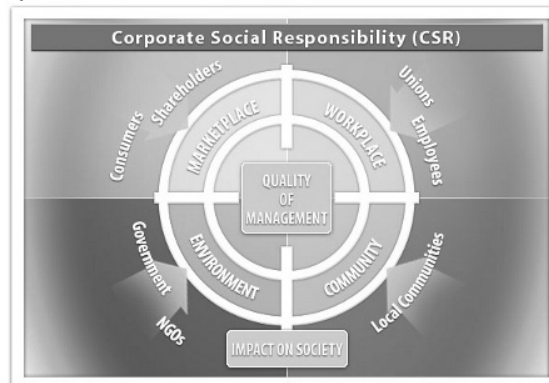 Corporate Social Responsibility (CSR)
Consumers
Shareholders
MARKETPLACE
WORKPLACE
Unions
Employees
QUALITY
OF
MANAGEMENT
Government
NGOs
ENVIRONMENT
COMMUNITY
Local Communities
IMPACT ON SOCIETY